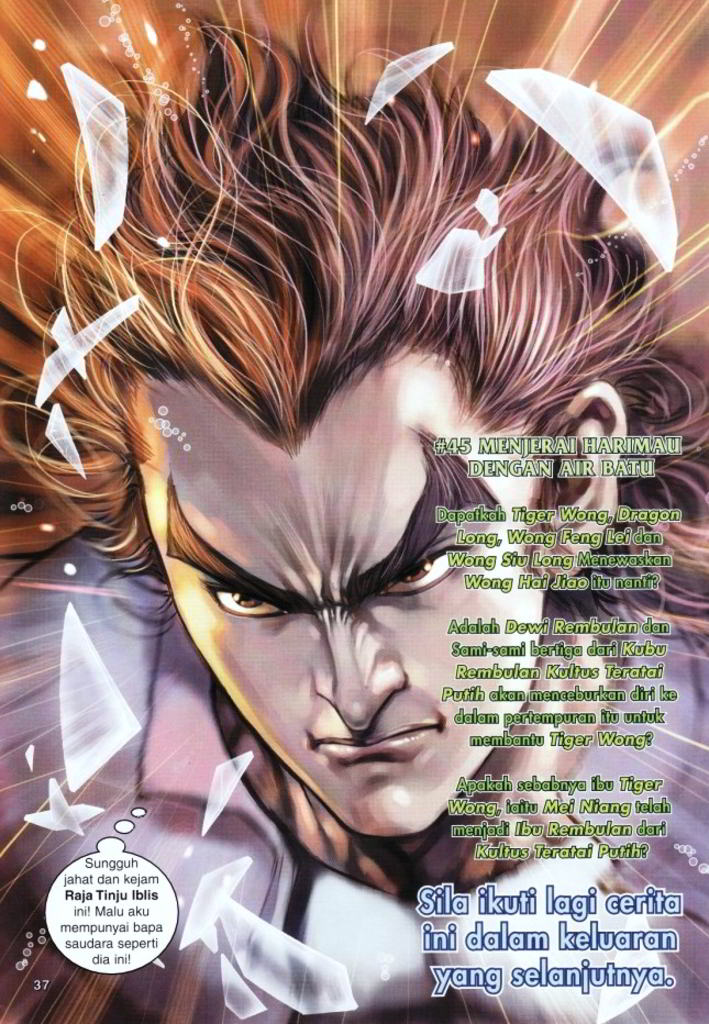 #45 MENJERAI HARIMAU
DENGAN AIR BATU
Dapatkah Tiger Wong, Dragon
Long, Wong Feng Lei dan
Wong Siu Long Menewaskan
Wong Hai Jiao itu nanti?
Adalah Dewi Rembulan dan
Sami-sami bertiga dari Kubu
Rembulan Kultus Teratai
Putih akan menceburkan diri ke
dalam pertempuran itu untuk
membantu Tiger Wong?
Apakah sebabnya ibu Tiger
Wong, iaitu Mei Niang telah
menjadi Ibu Rembulan dari
Kultus Teratai Putih?
Sila ikuti lagi cerita
ini dalam keluaran
yang selanjutnya.
Sungguh
jahat dan kejam
Raja Tinju Iblis
ini! Malu aku
mempunyai bapa
saudara seperti
dia ini!
37